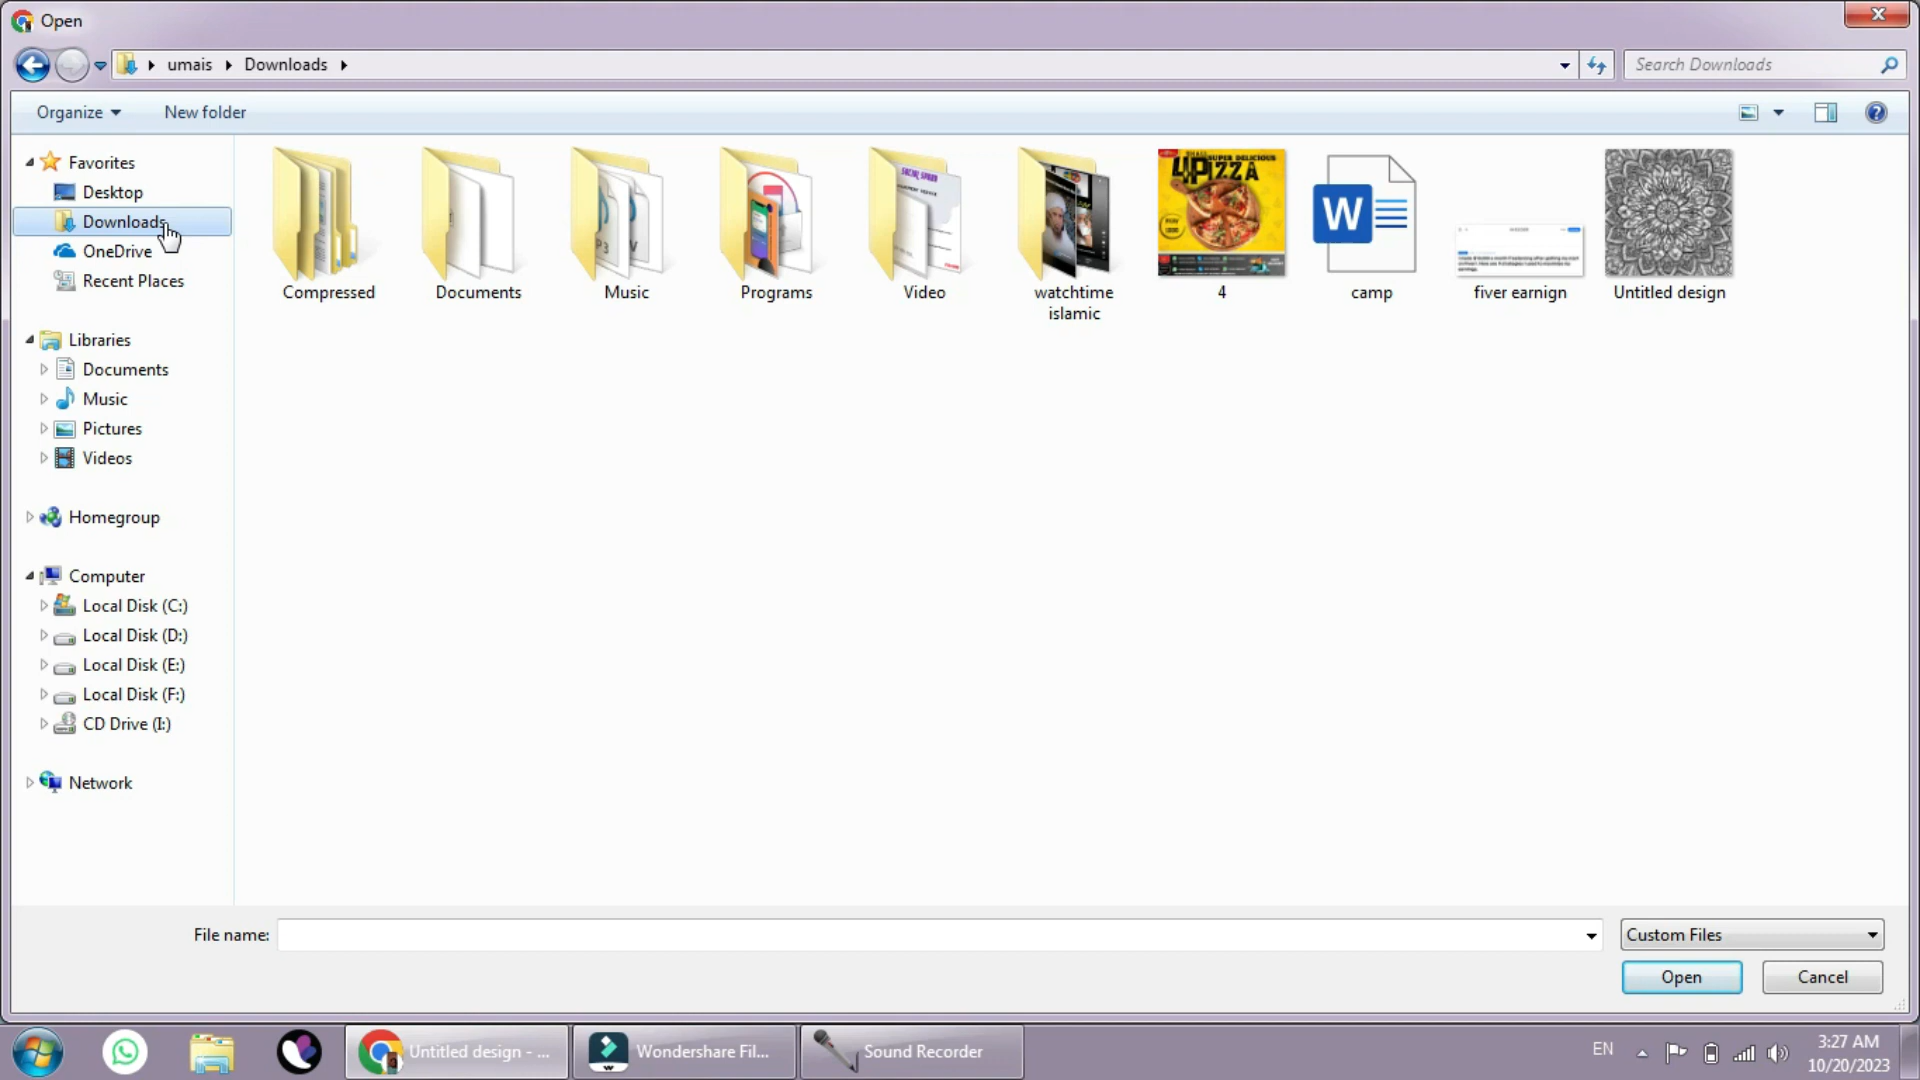 Open
umais Downloads
Search Downloads
Organize New folder
Favorites
Desktop
Downloads
OneDrive
Recent Places
Libraries
Documents
Music
Pictures
Videos
Homegroup
Computer
Local Disk (C:)
Local Disk (D:)
Local Disk (E:)
Local Disk (F:)
CD Drive (I:)
Network
SUPER DELICIOUS
4PIZZA
W
Compressed Documents Music Programs Video watchtime
islamic
4 camp fiver earnign Untitled design
File name:
Custom Files
Open Cancel
Untitled design - ...
Wondershare Fil...
Sound Recorder
EN
3:27 AM
10/20/2023